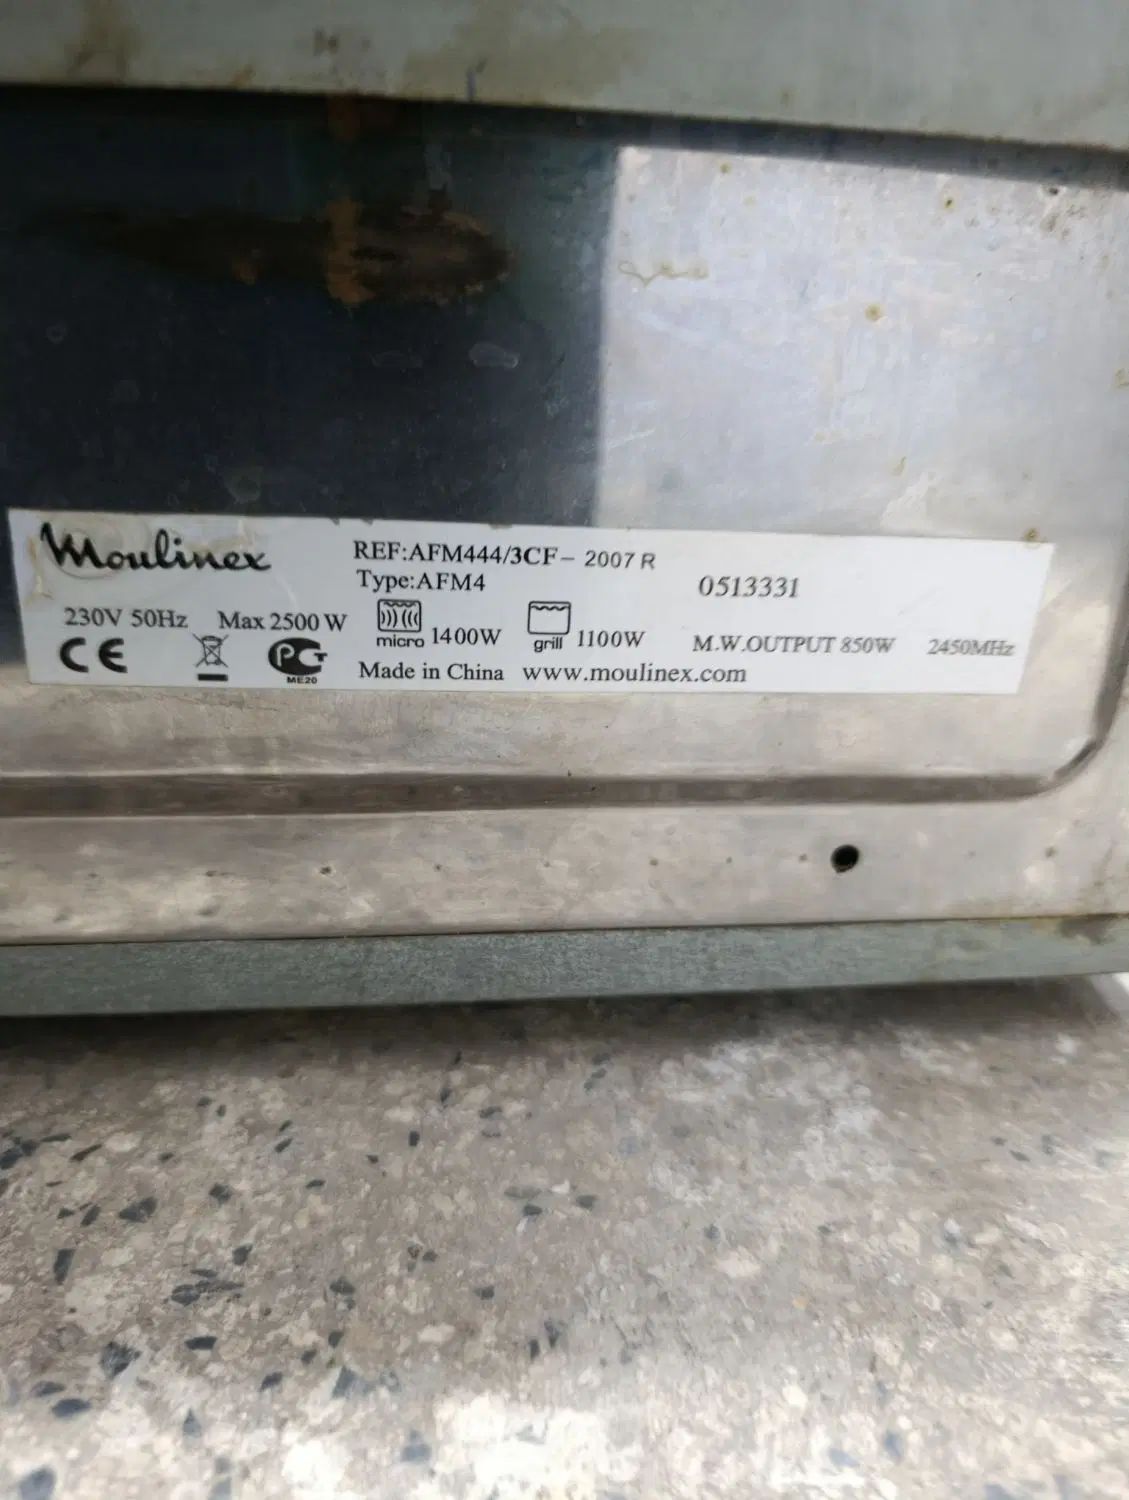 Moulinex
REF:AFM444/3CF- 2007 R
Type:AFM4
0513331
230V 50Hz Max 2500 W
micro 1400W
grill 1100W
M.W.OUTPUT 850W 2450MHz
CE
PCT
ME20
Made in China www.moulinex.com